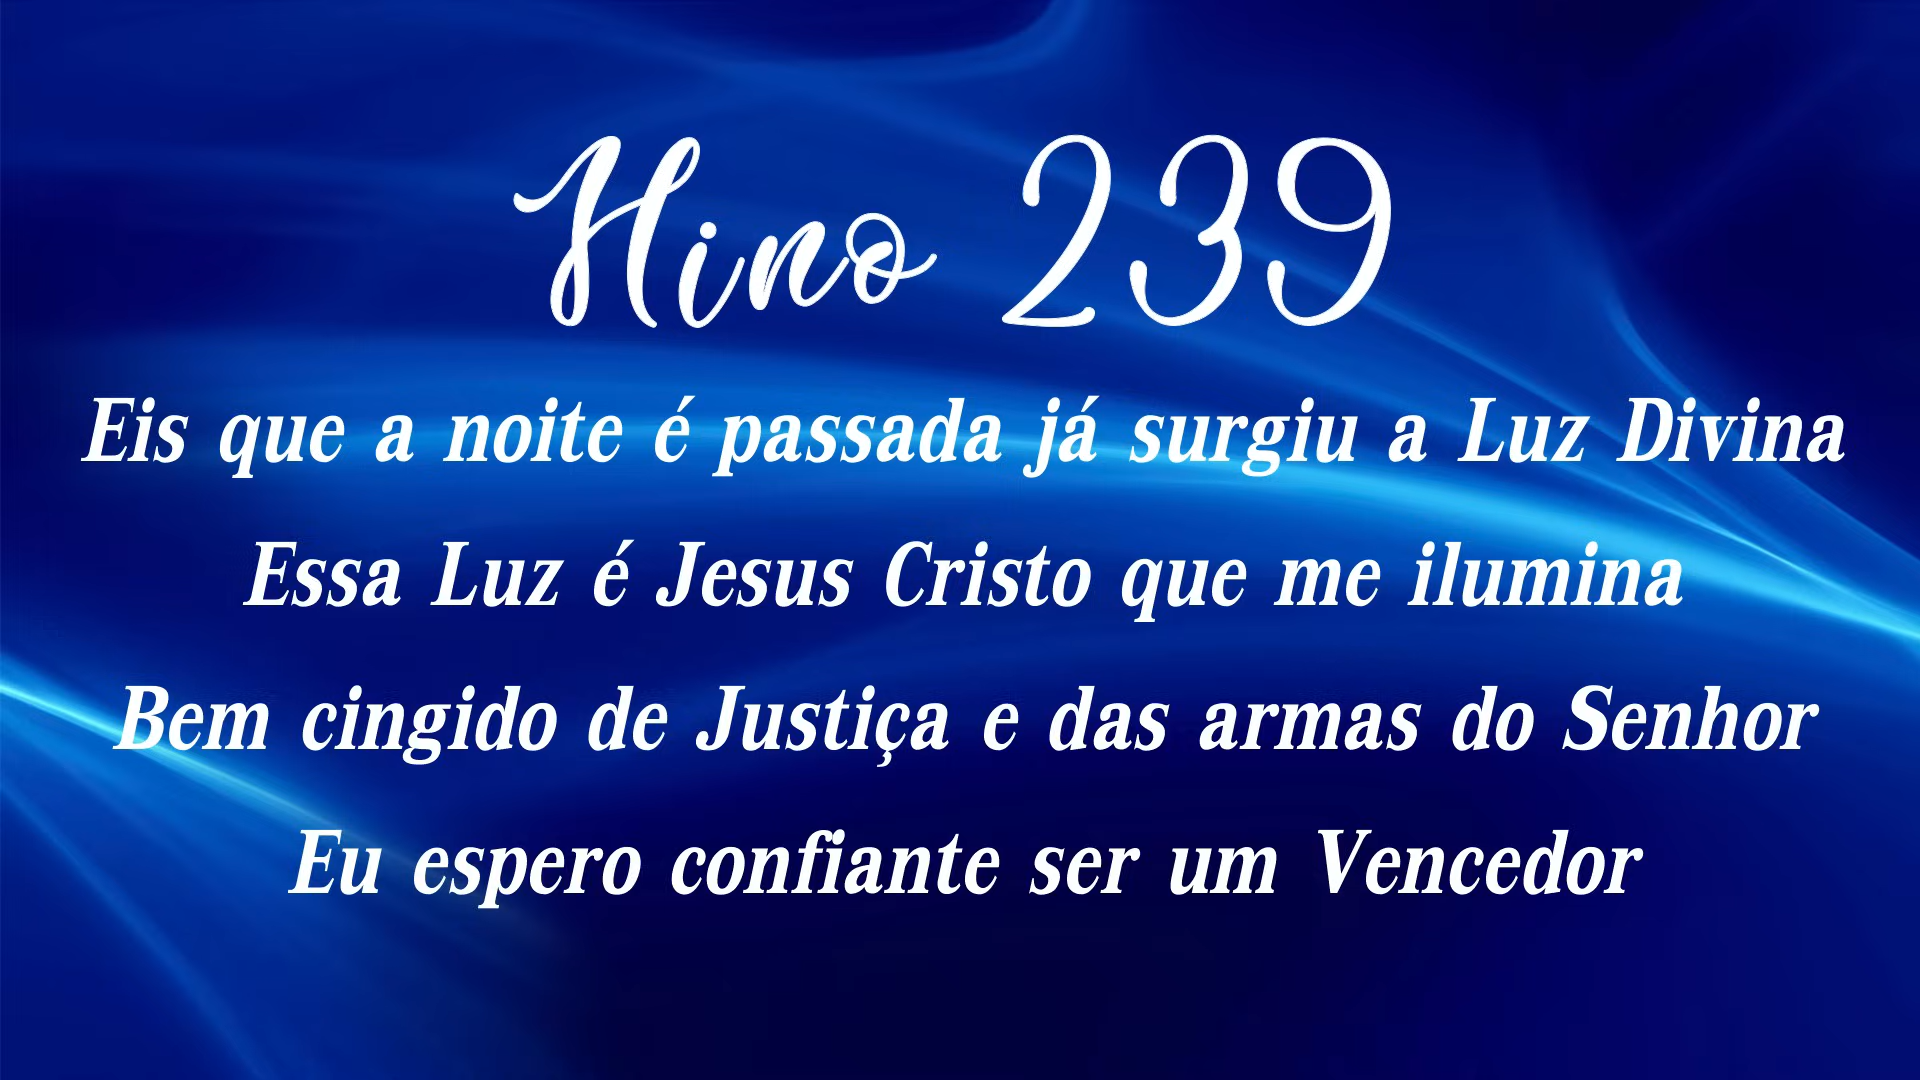 Hino 239
Eis que a noite é passada já surgiu a Luz Divina
Essa Luz é Jesus Cristo que me ilumina
Bem cingido de Justiça e das armas do Senhor
Eu espero confiante ser um Vencedor